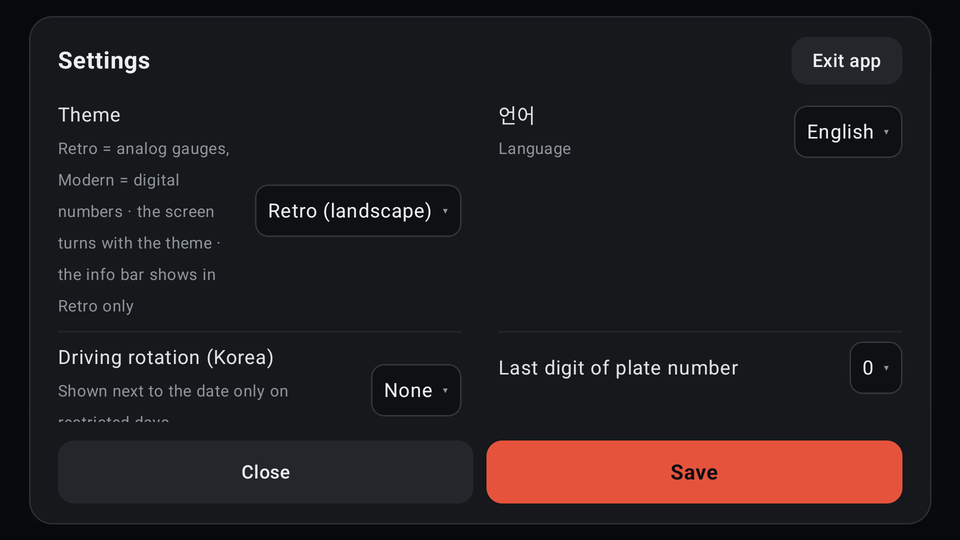 Settings
Exit app
Theme
Retro = analog gauges,
Modern = digital
numbers · the screen
turns with the theme ·
the info bar shows in
Retro only
Retro (landscape)
언어
Language
English
Driving rotation (Korea)
Shown next to the date only on
restricted days
None
Last digit of plate number
0
Close
Save